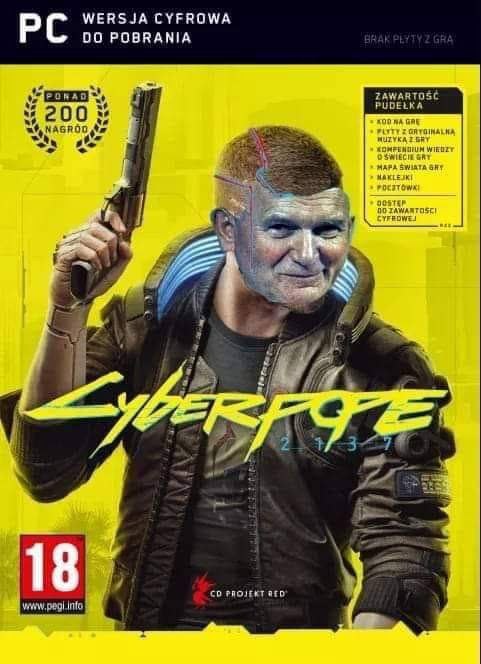 PC
WERSJA CYFROWA
DO POBRANIA
BRAK PŁYTY Z GRĄ
PONAD
200
NAGRÓD
ZAWARTOŚĆ
PUDEŁKA
KOD NA GRĘ
PŁYTY Z ORYGINALNĄ
MUZYKĄ Z GRY
KOMPENDIUM WIEDZY
O ŚWIECIE GRY
MAPA ŚWIATA GRY
NAKLEJKI
POCZTÓWKI
DOSTĘP
DO ZAWARTOŚCI
CYFROWEJ
CYBERPOPE
2137
18
www.pegi.info
CD PROJEKT RED